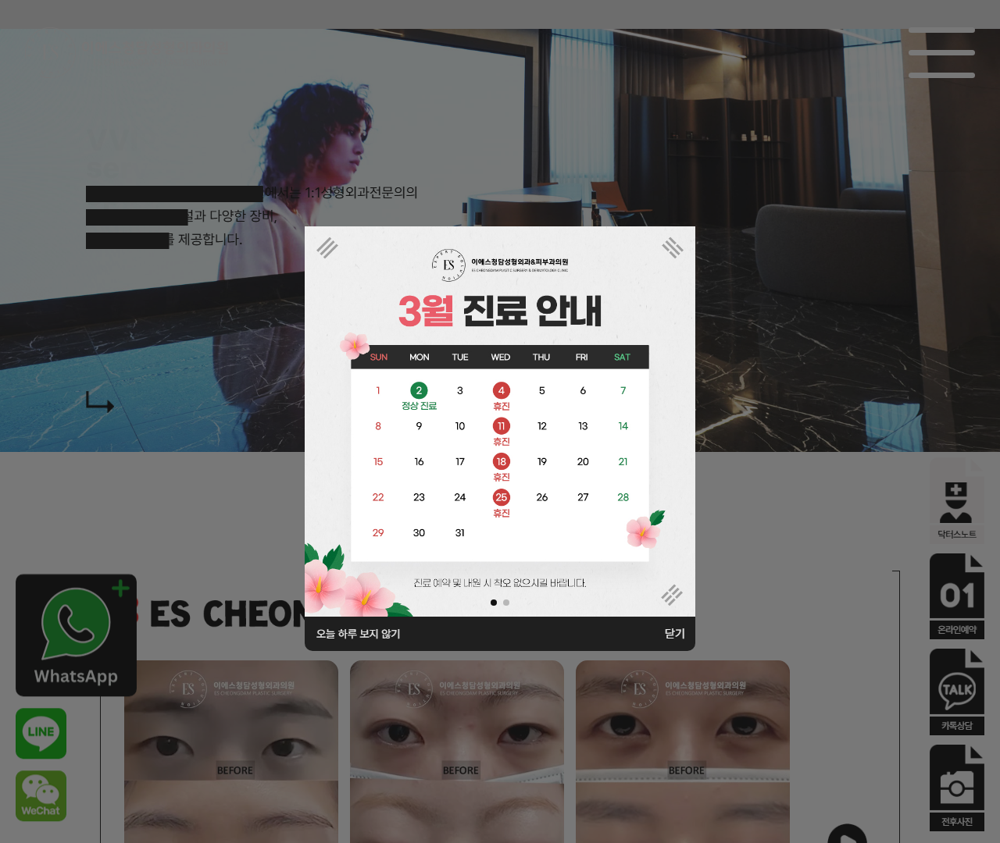 에서는 1:1성형외과전문의의
과 다양한 장비,
를 제공합니다.
EXPERT SOLUTION
ES
이에스청담성형외과&피부과의원
ES CHEONGDAM PLASTIC SURGERY & DERMATOLOGY CLINIC
3월 진료 안내
SUN MON TUE WED THU FRI SAT
1 2 3 4 5 6 7
정상 진료 휴진
8 9 10 11 12 13 14
휴진
15 16 17 18 19 20 21
휴진
22 23 24 25 26 27 28
휴진
29 30 31
진료 예약 및 내원 시 착오 없으시길 바랍니다.
오늘 하루 보지 않기
닫기
ES CHEON
WhatsApp
LINE
WeChat
닥터스노트
01
온라인예약
TALK
카톡상담
전후사진
EXPERT SOLUTION
ES
이에스청담성형외과의원
ES CHEONGDAM PLASTIC SURGERY
BEFORE
EXPERT SOLUTION
ES
이에스청담성형외과의원
ES CHEONGDAM PLASTIC SURGERY
BEFORE
EXPERT SOLUTION
ES
이에스청담성형외과의원
ES CHEONGDAM PLASTIC SURGERY
BEFORE